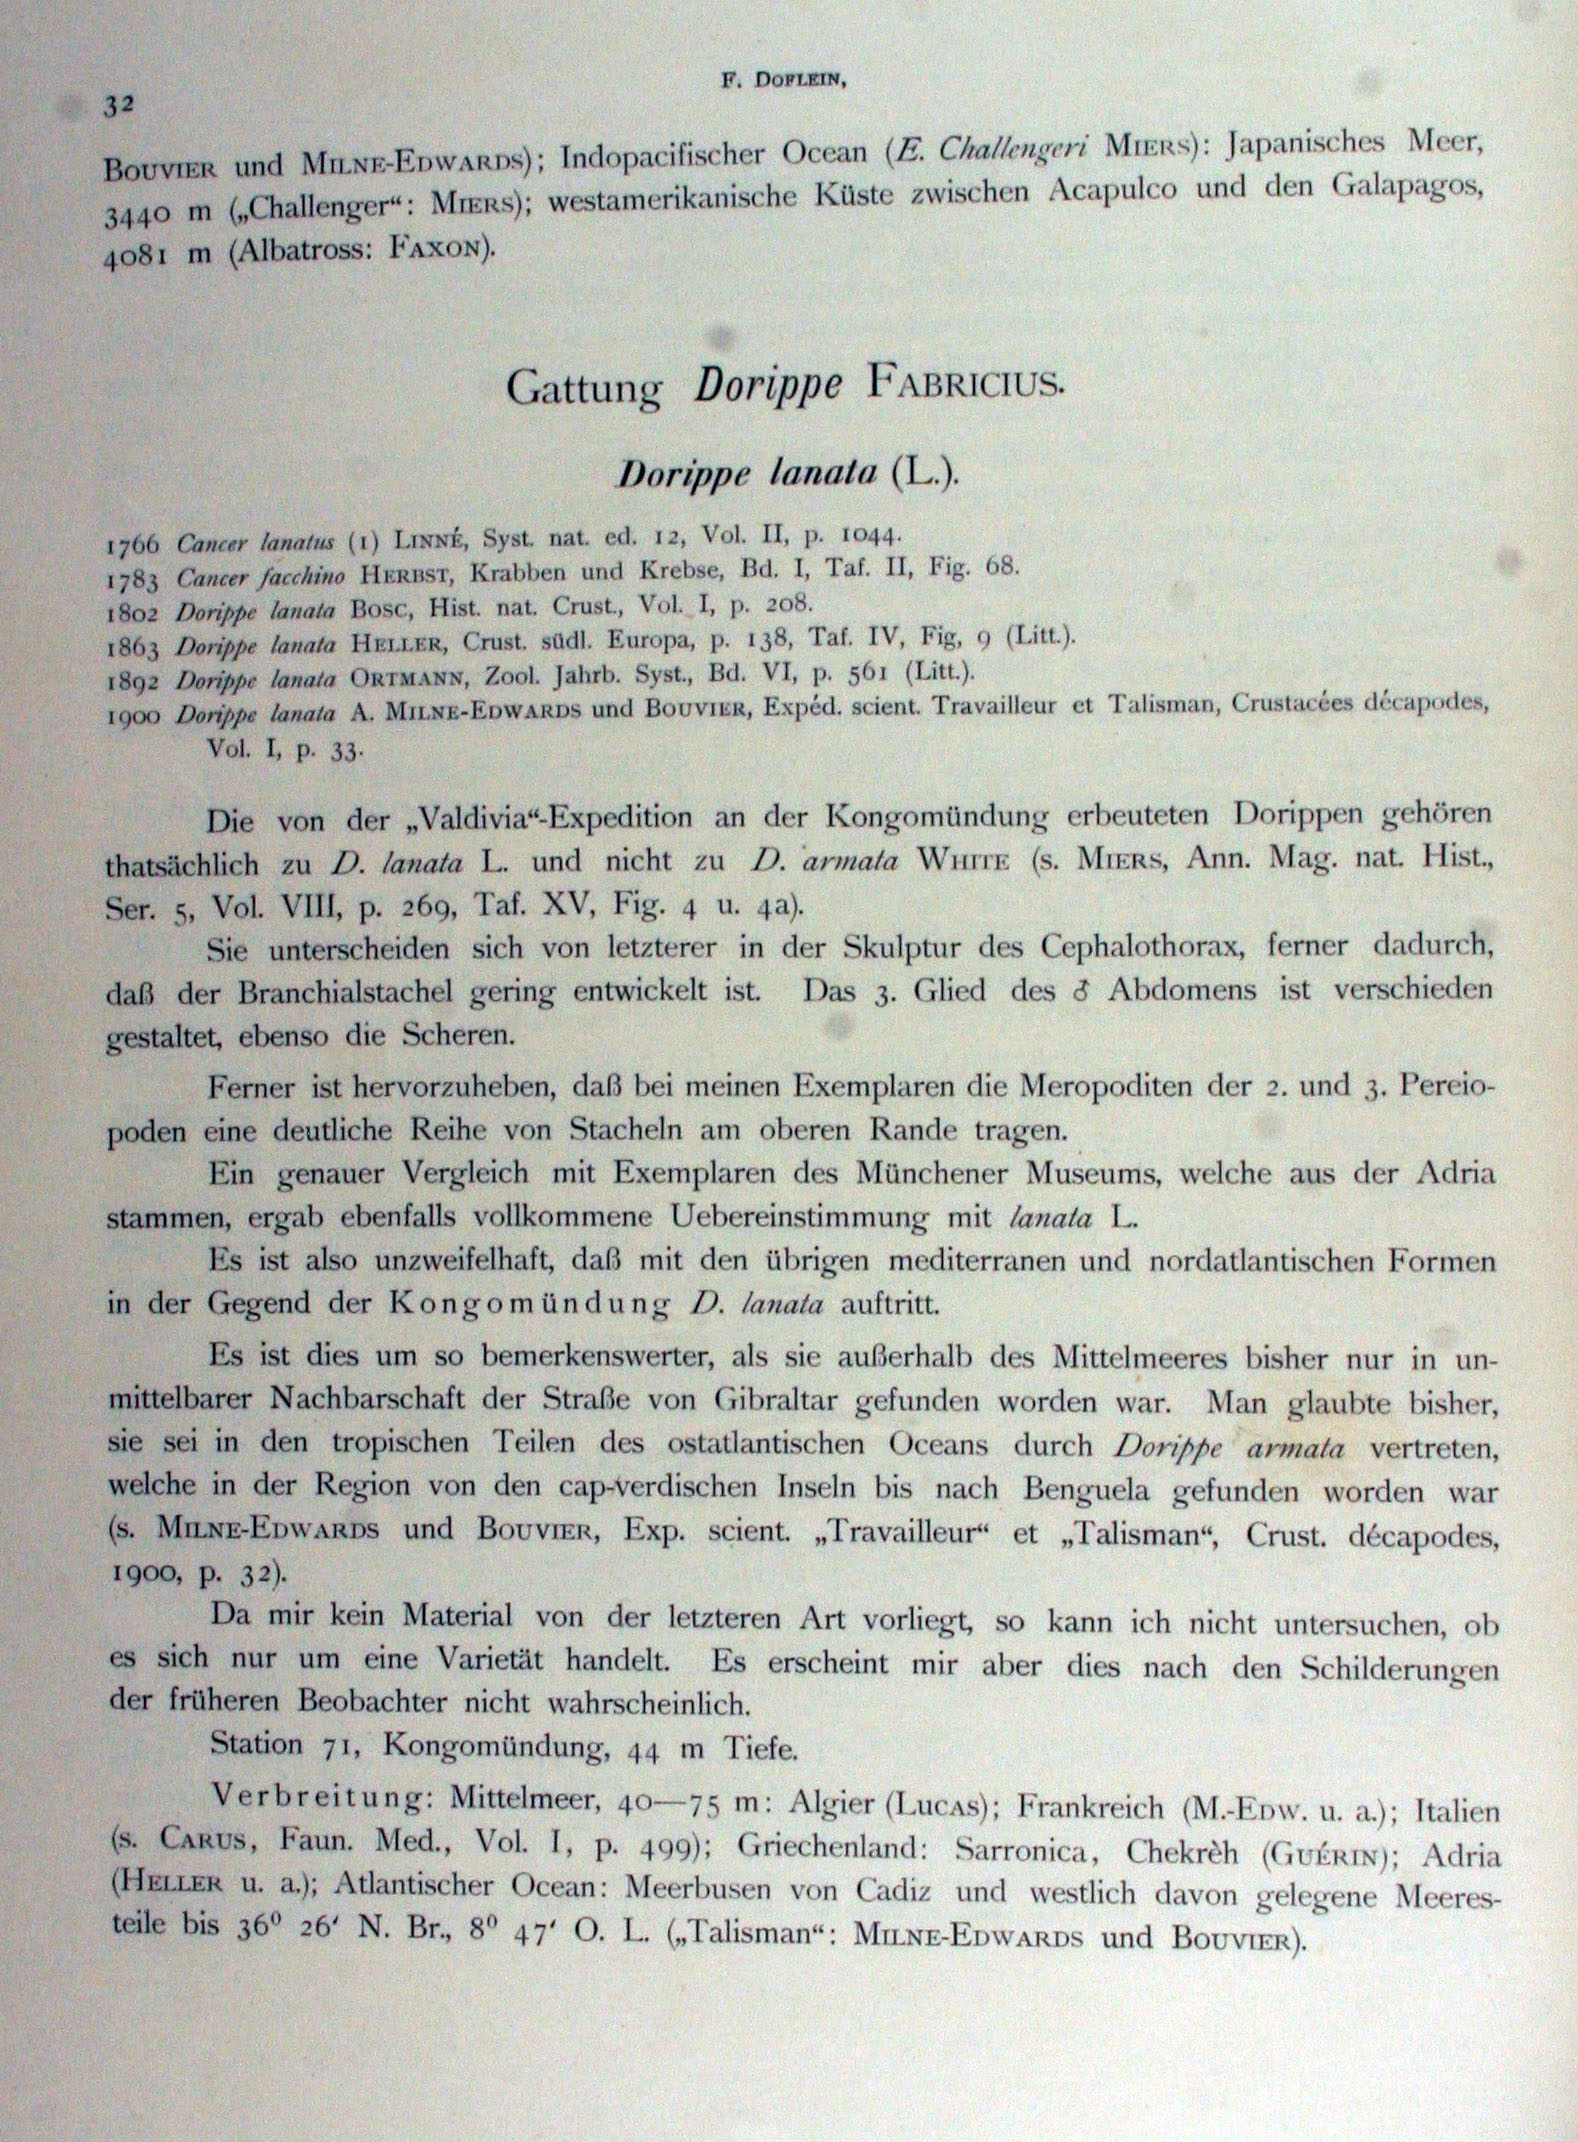 F. DOFLEIN,
32
BOUVIER und MILNE-EDWARDS); Indopacifischer Ocean (E. Challengeri MIERS): Japanisches Meer,
3440 m („Challenger“: MIERS); westamerikanische Küste zwischen Acapulco und den Galapagos,
4081 m (Albatross: FAXON).
Gattung Dorippe FABRICIUS.
Dorippe lanata (L.).
1766 Cancer lanatus (1) LINNÉ, Syst. nat. ed. 12, Vol. II, p. 1044.
1783 Cancer facchino HERBST, Krabben und Krebse, Bd. I, Taf. II, Fig. 68.
1802 Dorippe lanata BOSC, Hist. nat. Crust., Vol. I, p. 208.
1863 Dorippe lanata HELLER, Crust. südl. Europa, p. 138, Taf. IV, Fig, 9 (Litt.).
1892 Dorippe lanata ORTMANN, Zool. Jahrb. Syst., Bd. VI, p. 561 (Litt.).
1900 Dorippe lanata A. MILNE-EDWARDS und BOUVIER, Expéd. scient. Travailleur et Talisman, Crustacées décapodes,
Vol. I, p. 33.
Die von der „Valdivia“-Expedition an der Kongomündung erbeuteten Dorippen gehören
thatsächlich zu D. lanata L. und nicht zu D. armata WHITE (s. MIERS, Ann. Mag. nat. Hist.,
Ser. 5, Vol. VIII, p. 269, Taf. XV, Fig. 4 u. 4a).
Sie unterscheiden sich von letzterer in der Skulptur des Cephalothorax, ferner dadurch,
daß der Branchialstachel gering entwickelt ist. Das 3. Glied des ♂ Abdomens ist verschieden
gestaltet, ebenso die Scheren.
Ferner ist hervorzuheben, daß bei meinen Exemplaren die Meropoditen der 2. und 3. Pereio-
poden eine deutliche Reihe von Stacheln am oberen Rande tragen.
Ein genauer Vergleich mit Exemplaren des Münchener Museums, welche aus der Adria
stammen, ergab ebenfalls vollkommene Uebereinstimmung mit lanata L.
Es ist also unzweifelhaft, daß mit den übrigen mediterranen und nordatlantischen Formen
in der Gegend der Kongomündung D. lanata auftritt.
Es ist dies um so bemerkenswerter, als sie außerhalb des Mittelmeeres bisher nur in un-
mittelbarer Nachbarschaft der Straße von Gibraltar gefunden worden war. Man glaubte bisher,
sie sei in den tropischen Teilen des ostatlantischen Oceans durch Dorippe armata vertreten,
welche in der Region von den cap-verdischen Inseln bis nach Benguela gefunden worden war
(s. MILNE-EDWARDS und BOUVIER, Exp. scient. „Travailleur“ et „Talisman“, Crust. décapodes,
1900, p. 32).
Da mir kein Material von der letzteren Art vorliegt, so kann ich nicht untersuchen, ob
es sich nur um eine Varietät handelt. Es erscheint mir aber dies nach den Schilderungen
der früheren Beobachter nicht wahrscheinlich.
Station 71, Kongomündung, 44 m Tiefe.
Verbreitung: Mittelmeer, 40—75 m: Algier (LUCAS); Frankreich (M.-EDW. u. a.); Italien
(s. CARUS, Faun. Med., Vol. I, p. 499); Griechenland: Sarronica, Chekrèh (GUÉRIN); Adria
(HELLER u. a.); Atlantischer Ocean: Meerbusen von Cadiz und westlich davon gelegene Meeres-
teile bis 36⁰ 26′ N. Br., 8⁰ 47′ O. L. („Talisman“: MILNE-EDWARDS und BOUVIER).